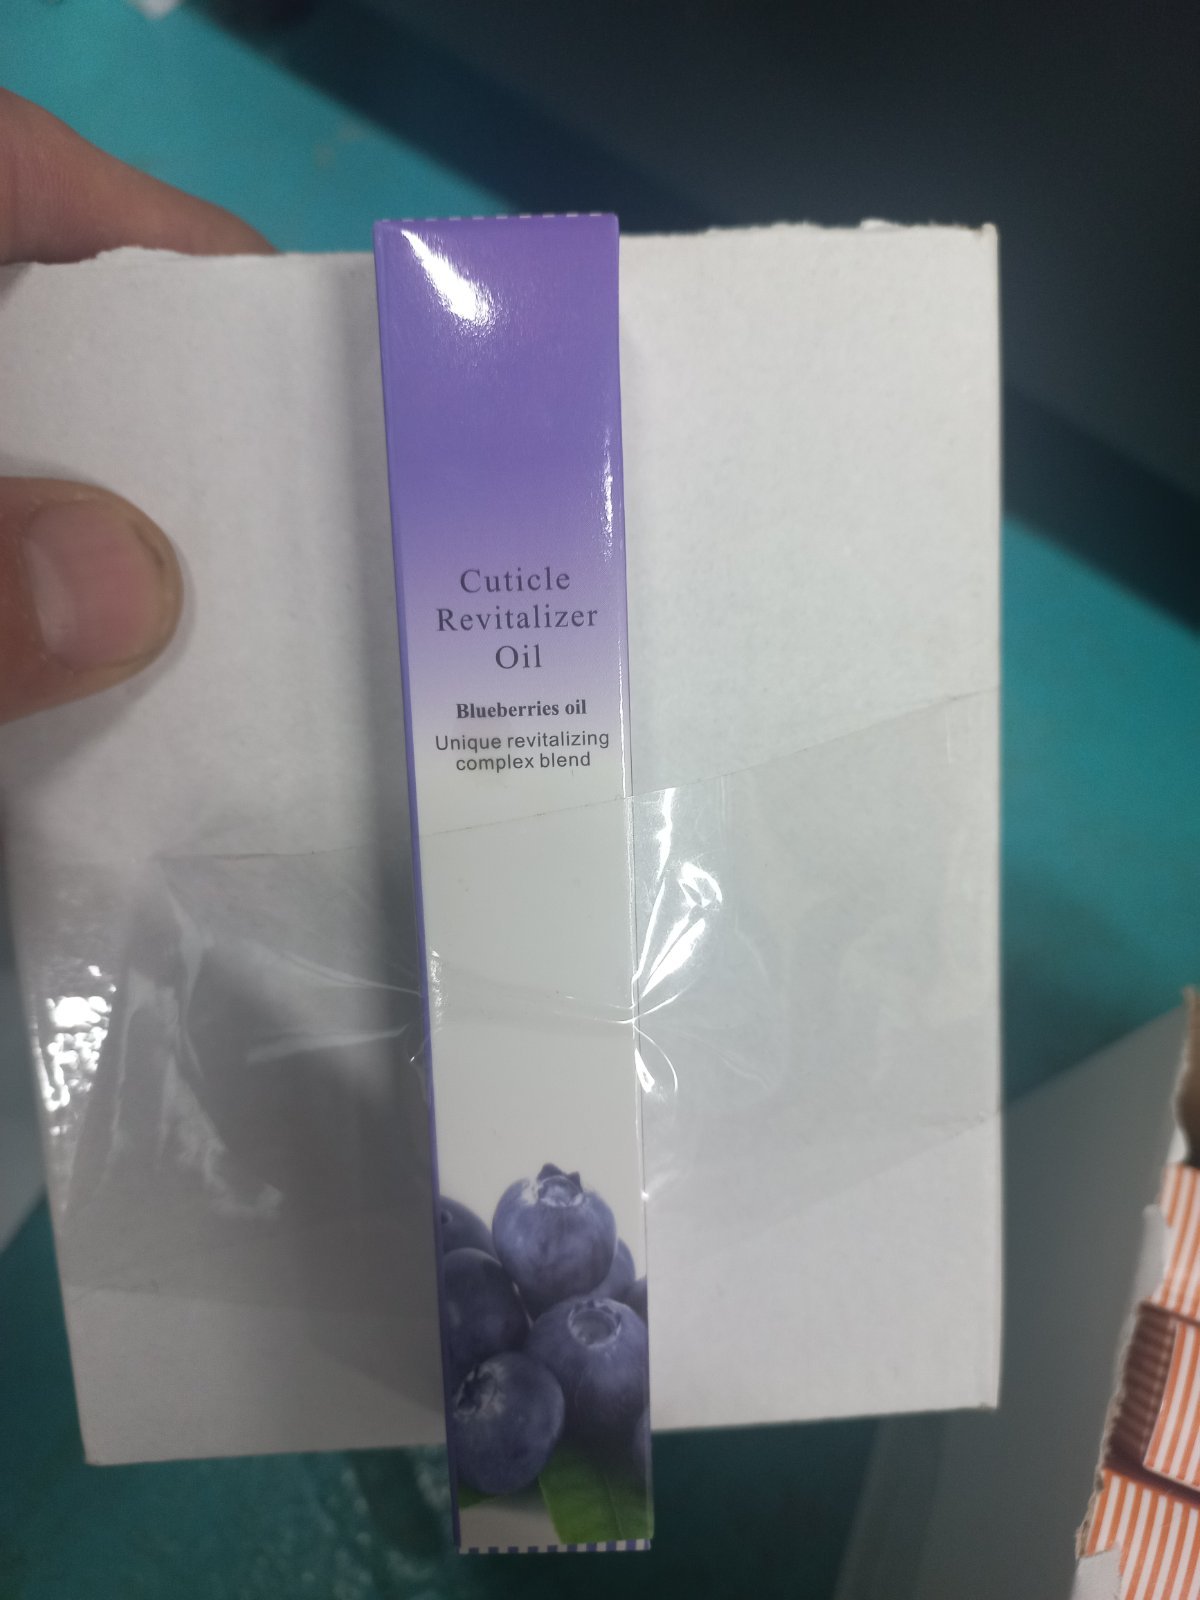 Cuticle
Revitalizer
Oil
Blueberries oil
Unique revitalizing
complex blend